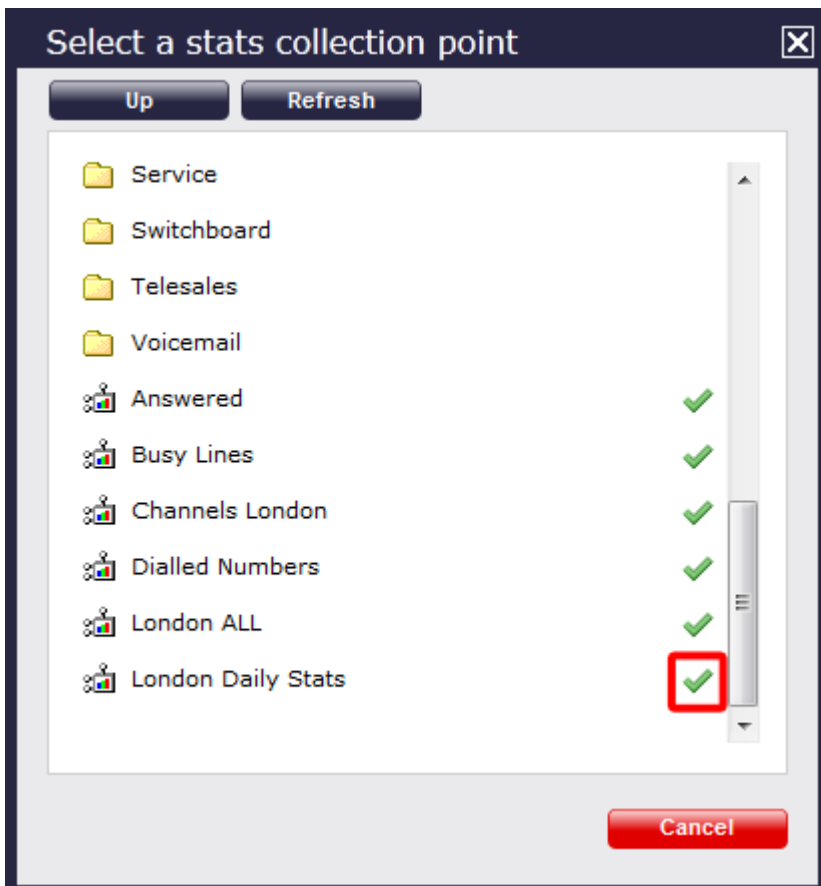 Select a stats collection point
Up Refresh
Service
Switchboard
Telesales
Voicemail
Answered
Busy Lines
Channels London
Dialled Numbers
London ALL
London Daily Stats
Cancel